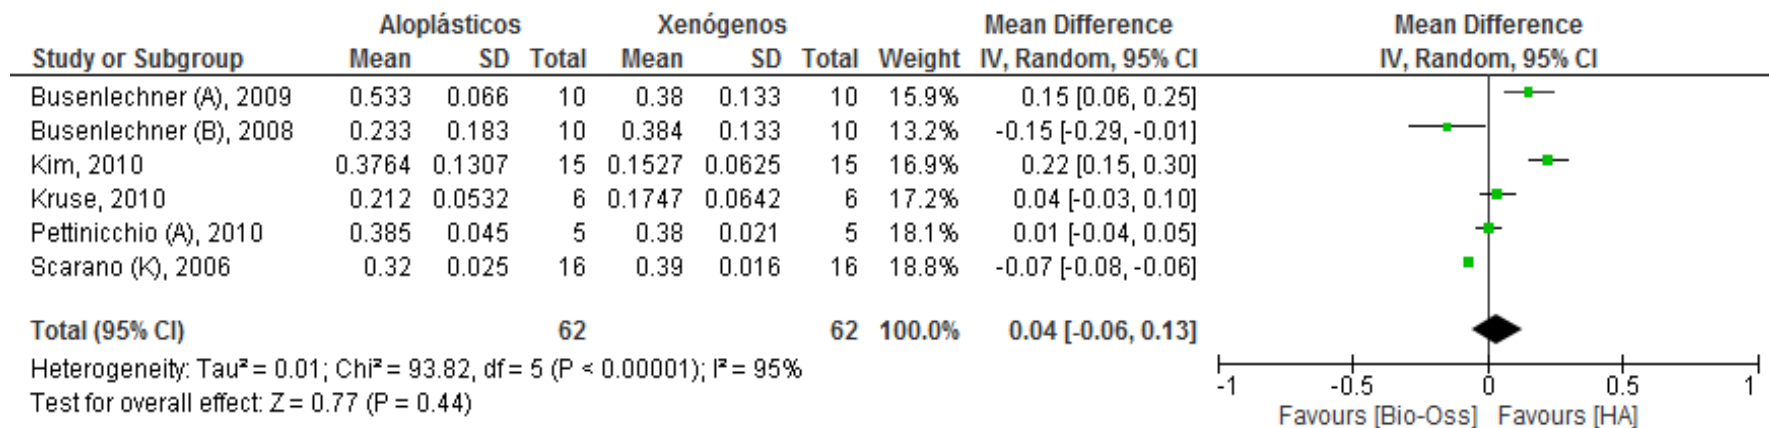 Aloplásticos Xenógenos Mean Difference Mean Difference
Study or Subgroup Mean SD Total Mean SD Total Weight IV, Random, 95% CI IV, Random, 95% CI
Busenlechner (A), 2009 0.533 0.066 10 0.38 0.133 10 15.9% 0.15 [0.06, 0.25]
Busenlechner (B), 2008 0.233 0.183 10 0.384 0.133 10 13.2% -0.15 [-0.29, -0.01]
Kim, 2010 0.3764 0.1307 15 0.1527 0.0625 15 16.9% 0.22 [0.15, 0.30]
Kruse, 2010 0.212 0.0532 6 0.1747 0.0642 6 17.2% 0.04 [-0.03, 0.10]
Pettinicchio (A), 2010 0.385 0.045 5 0.38 0.021 5 18.1% 0.01 [-0.04, 0.05]
Scarano (K), 2006 0.32 0.025 16 0.39 0.016 16 18.8% -0.07 [-0.08, -0.06]
Total (95% CI) 62 62 100.0% 0.04 [-0.06, 0.13]
Heterogeneity: Tau² = 0.01; Chi² = 93.82, df = 5 (P < 0.00001); I² = 95%
Test for overall effect: Z = 0.77 (P = 0.44)
-1 -0.5 0 0.5 1
Favours [Bio-Oss] Favours [HA]